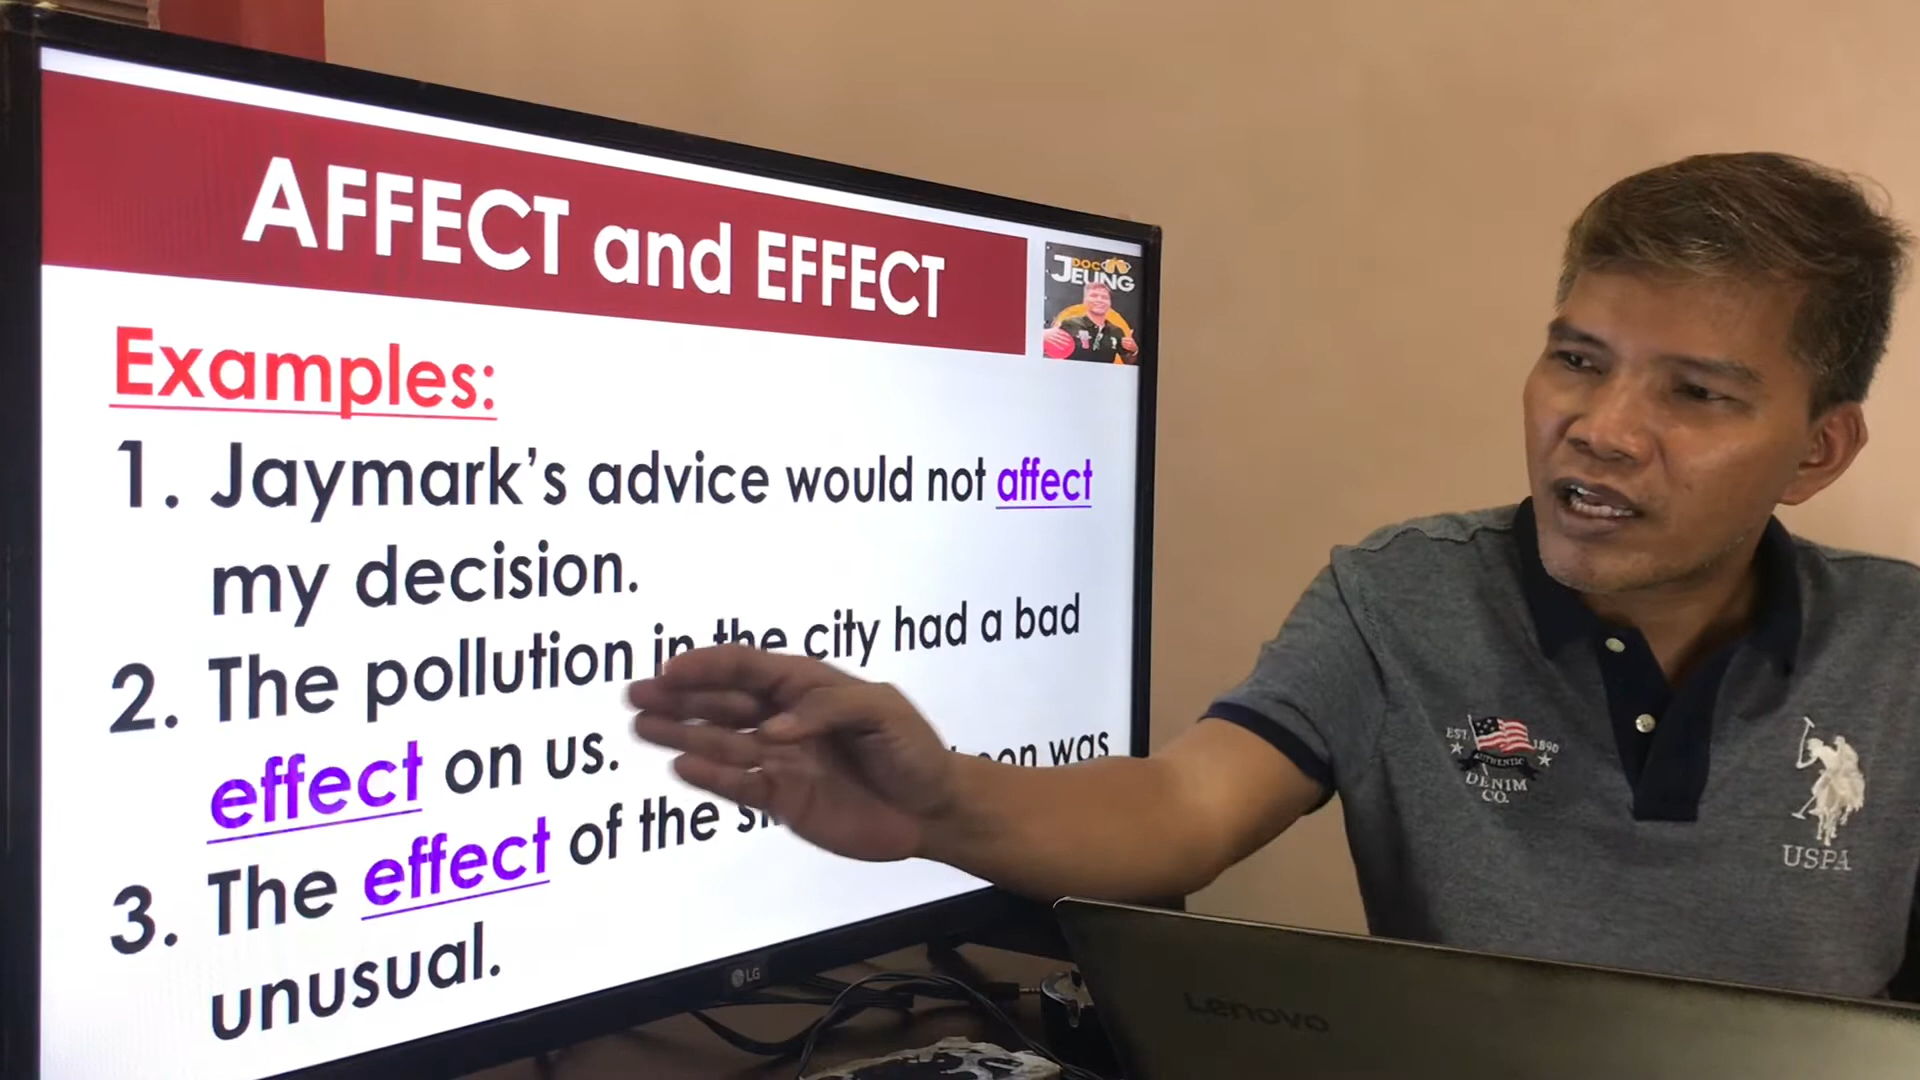 AFFECT and EFFECT
DOC
JEUNG
Examples:
1. Jaymark's advice would not affect
my decision.
2. The pollution in the city had a bad
effect on us.
3. The effect of the was
unusual.
LG
Lenovo
EST. 1890
AUTHENTIC
DENIM
CO.
USPA